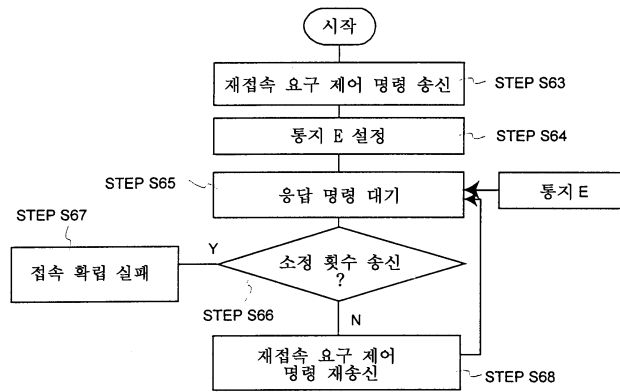 시작
재접속 요구 제어 명령 송신
STEP S63
통지 E 설정
STEP S64
STEP S65
응답 명령 대기
통지 E
STEP S67
접속 확립 실패
Y
소정 횟수 송신
?
STEP S66
N
재접속 요구 제어
명령 재송신
STEP S68